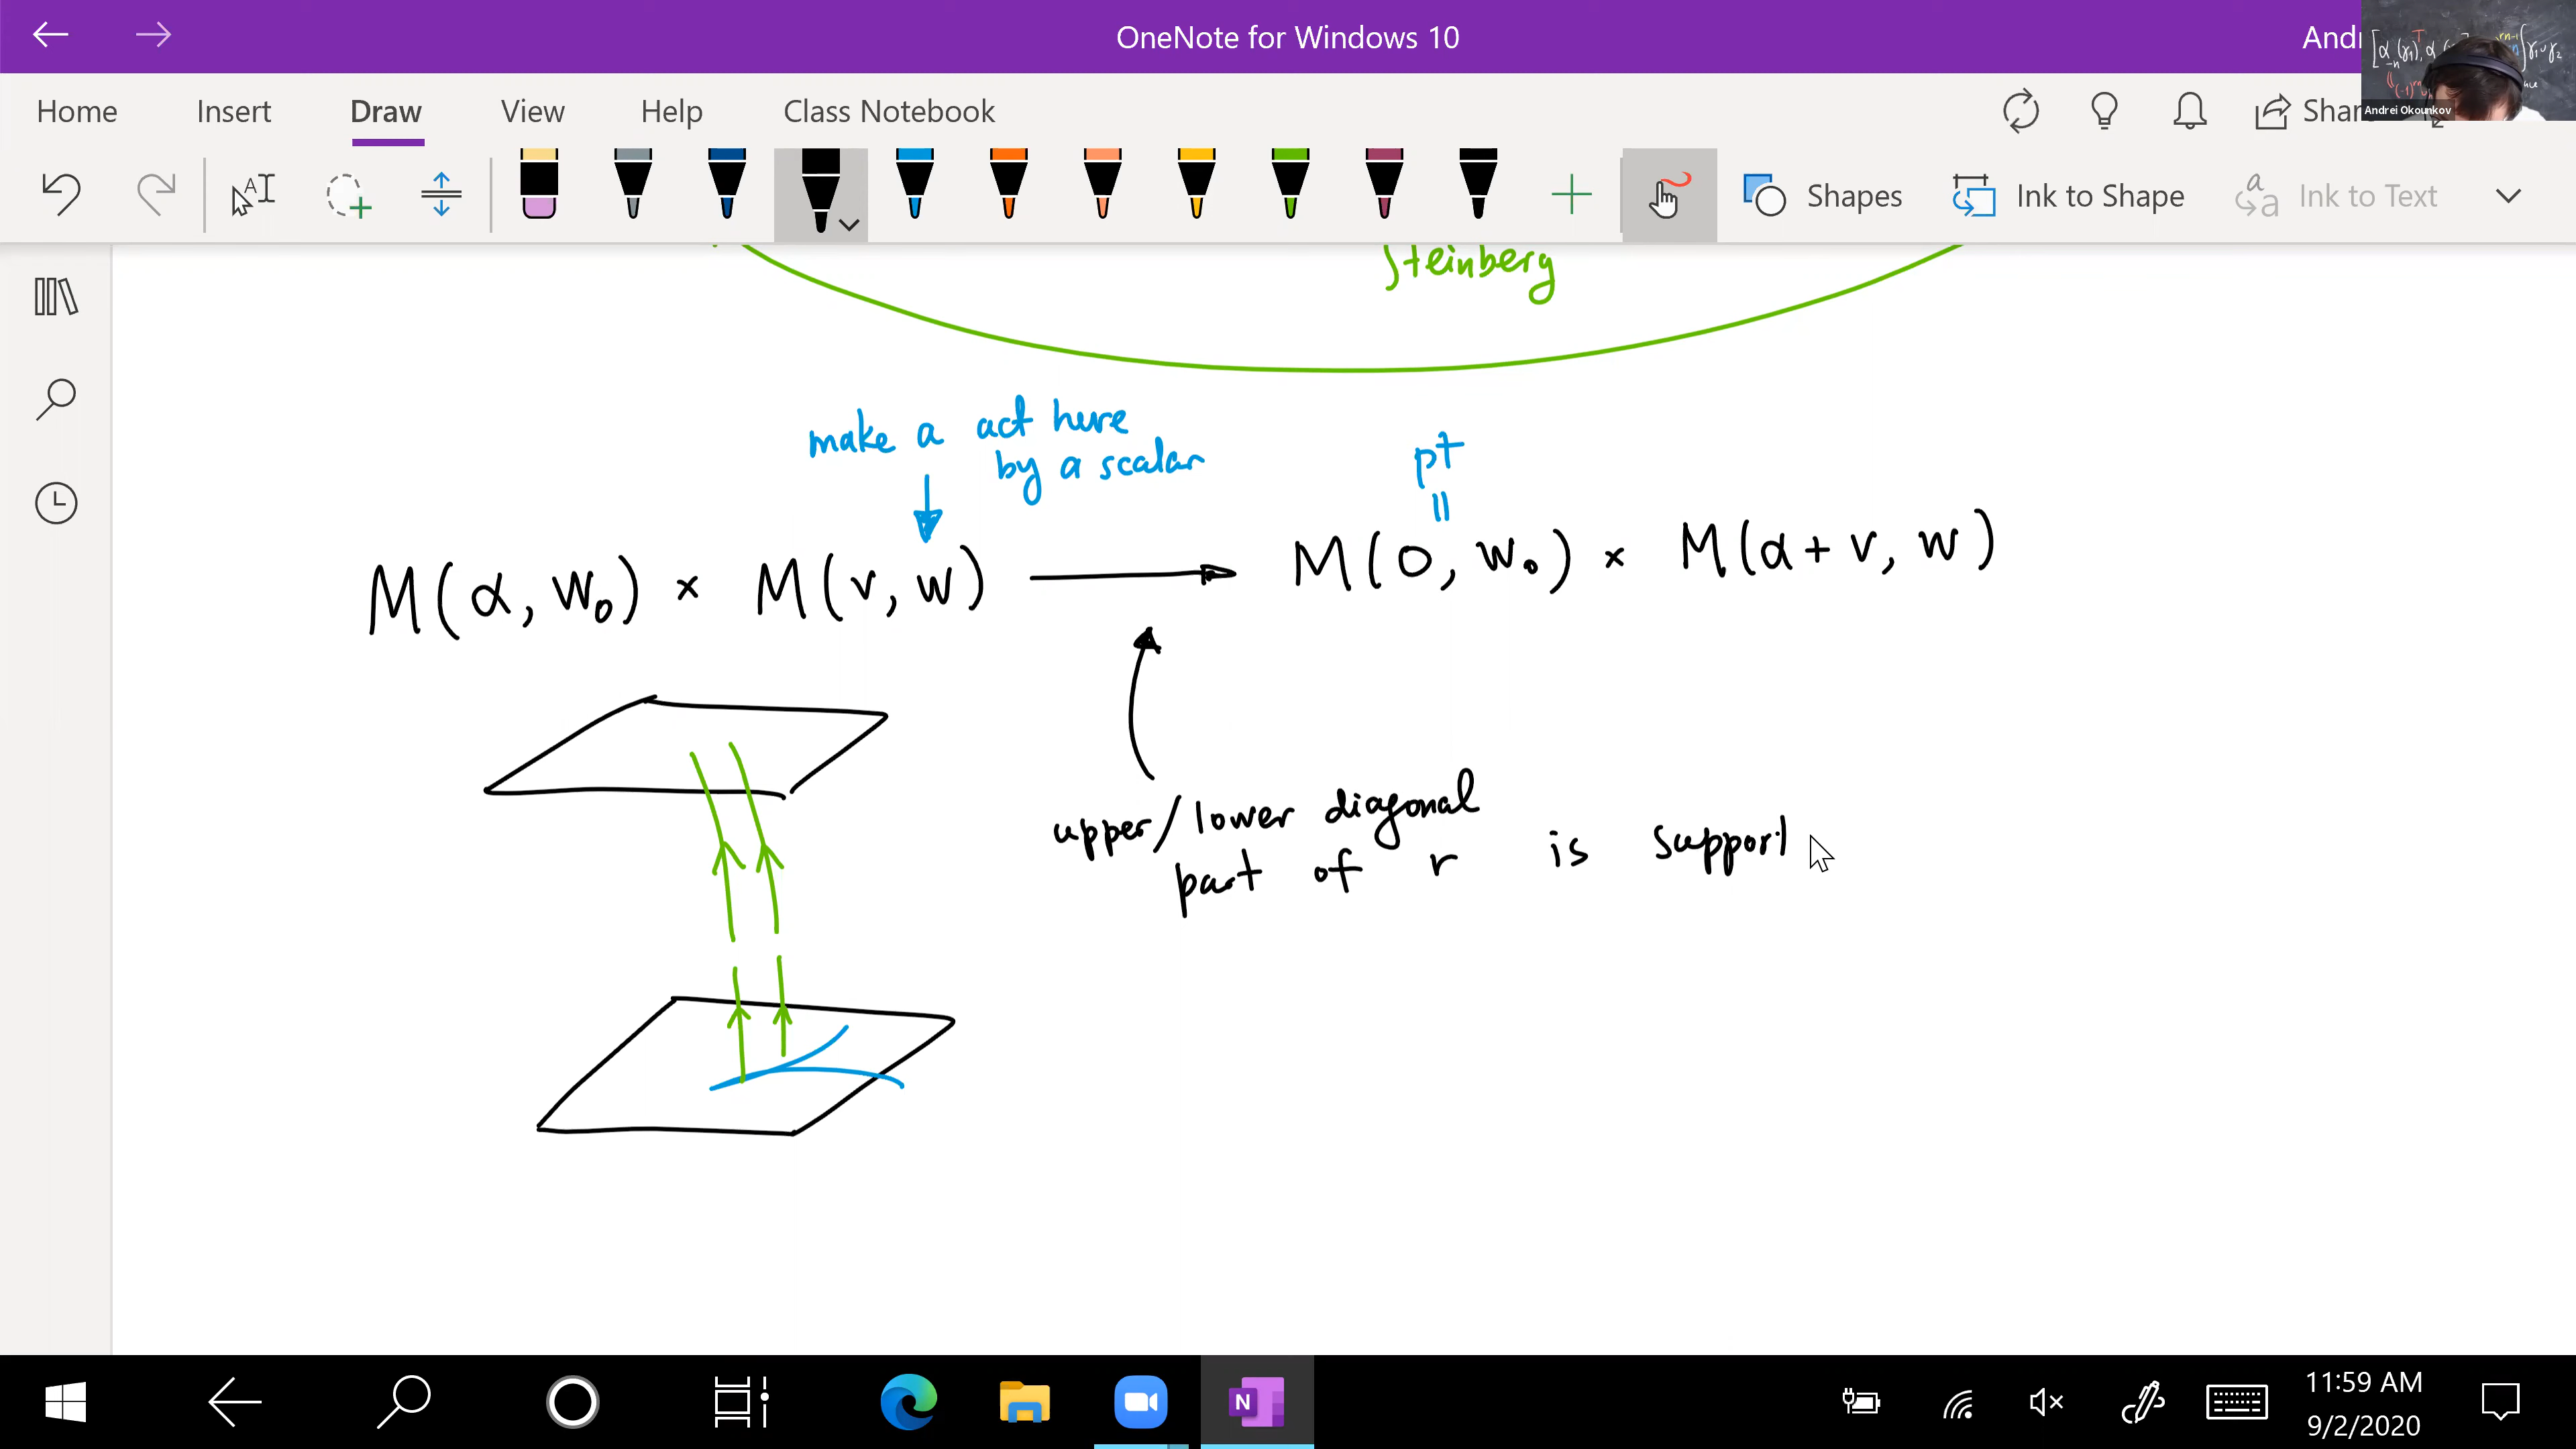 OneNote for Windows 10
Andr
Home Insert Draw View Help Class Notebook
Shar
Andrei Okounkov
Shapes Ink to Shape Ink to Text
Steinberg
make a act here
by a scalar
pt
||
M(α, w₀) × M(v, w) → M(0, w₀) × M(α + v, w)
upper/lower diagonal
part of r is support
11:59 AM
9/2/2020